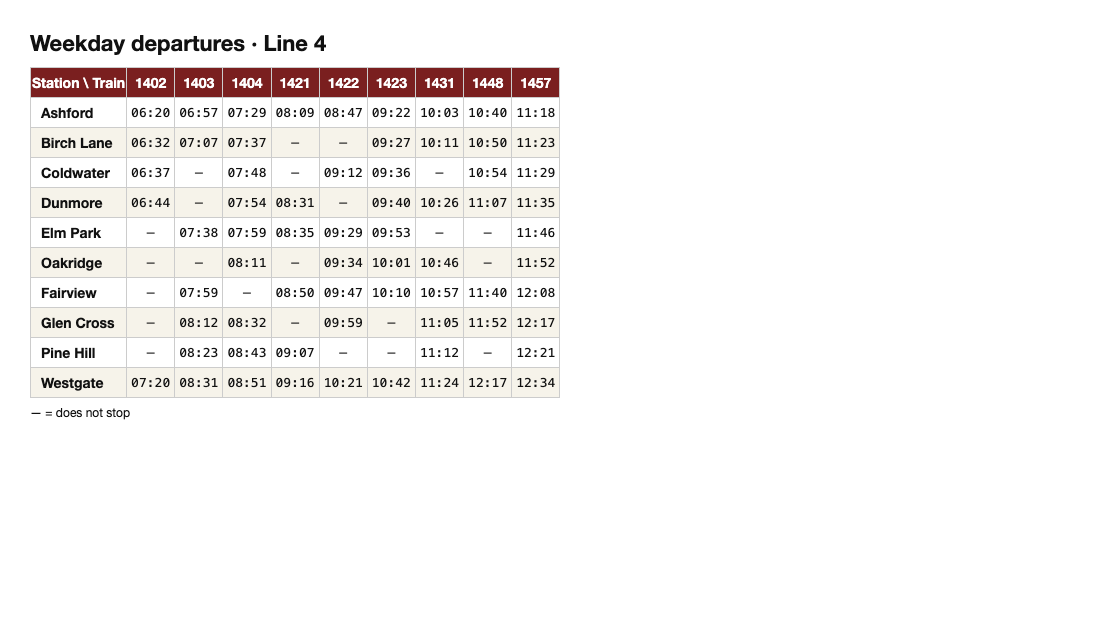 Weekday departures · Line 4
Station \ Train 1402 1403 1404 1421 1422 1423 1431 1448 1457
Ashford 06:20 06:57 07:29 08:09 08:47 09:22 10:03 10:40 11:18
Birch Lane 06:32 07:07 07:37 — — 09:27 10:11 10:50 11:23
Coldwater 06:37 — 07:48 — 09:12 09:36 — 10:54 11:29
Dunmore 06:44 — 07:54 08:31 — 09:40 10:26 11:07 11:35
Elm Park — 07:38 07:59 08:35 09:29 09:53 — — 11:46
Oakridge — — 08:11 — 09:34 10:01 10:46 — 11:52
Fairview — 07:59 — 08:50 09:47 10:10 10:57 11:40 12:08
Glen Cross — 08:12 08:32 — 09:59 — 11:05 11:52 12:17
Pine Hill — 08:23 08:43 09:07 — — 11:12 — 12:21
Westgate 07:20 08:31 08:51 09:16 10:21 10:42 11:24 12:17 12:34
— = does not stop